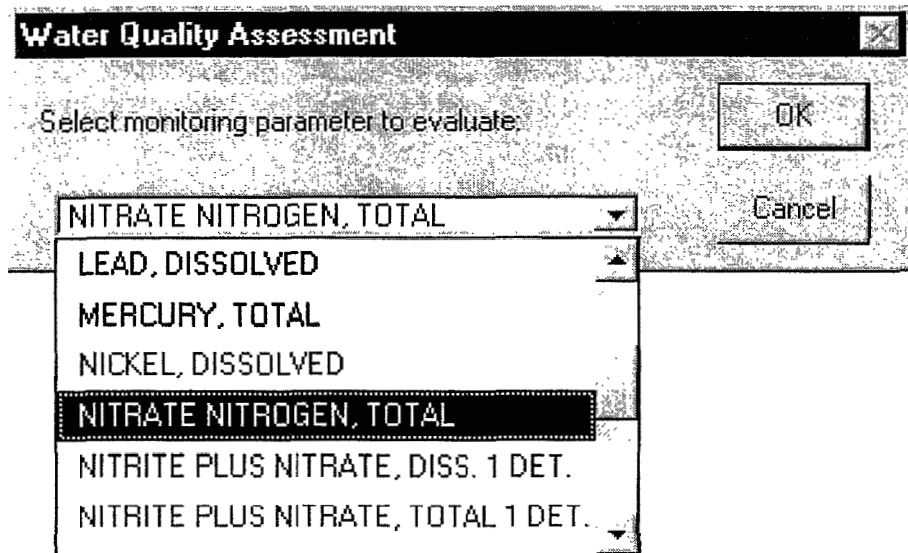 Water Quality Assessment
Select monitoring parameter to evaluate:
OK
Cancel
NITRATE NITROGEN, TOTAL
LEAD, DISSOLVED
MERCURY, TOTAL
NICKEL, DISSOLVED
NITRATE NITROGEN, TOTAL
NITRITE PLUS NITRATE, DISS. 1 DET.
NITRITE PLUS NITRATE, TOTAL 1 DET.